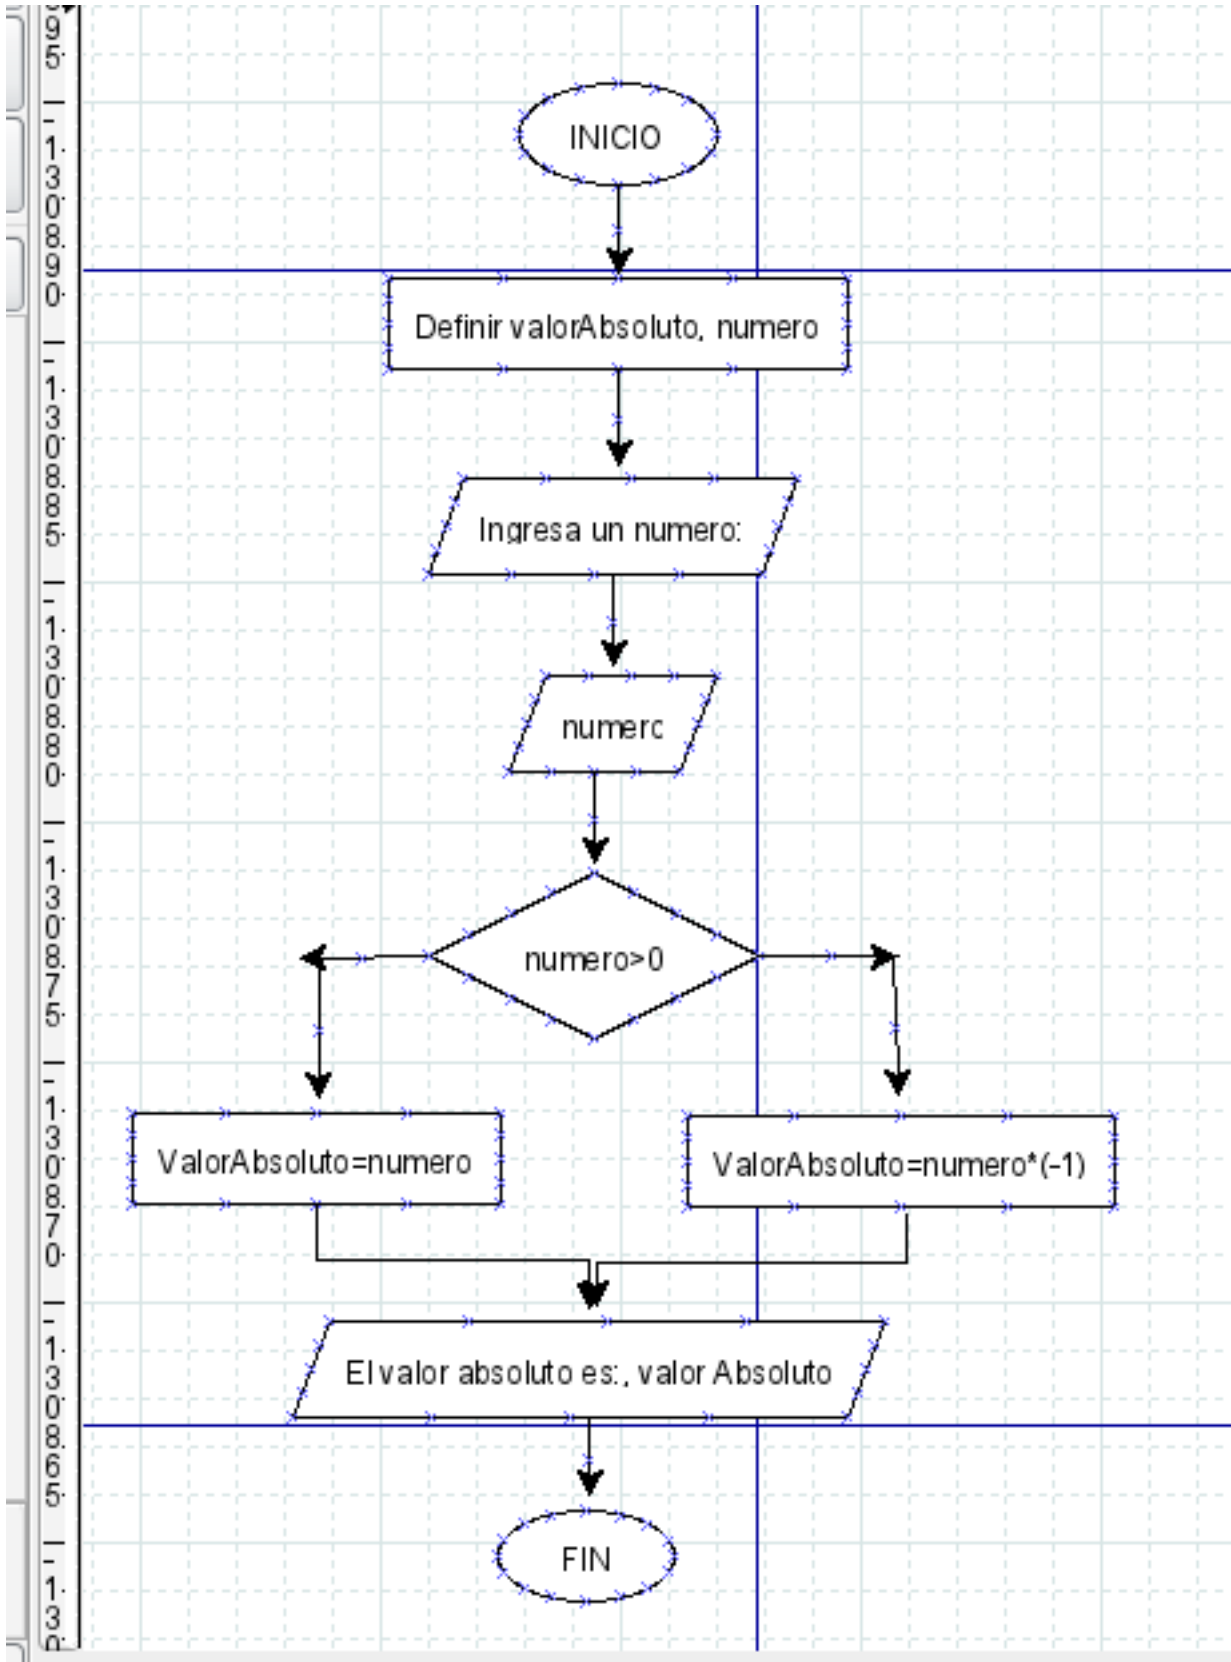 INICIO
Definir valorAbsoluto, numero
Ingresa un numero:
numero
numero>0
ValorAbsoluto=numero
ValorAbsoluto=numero*(-1)
El valor absoluto es:, valor Absoluto
FIN